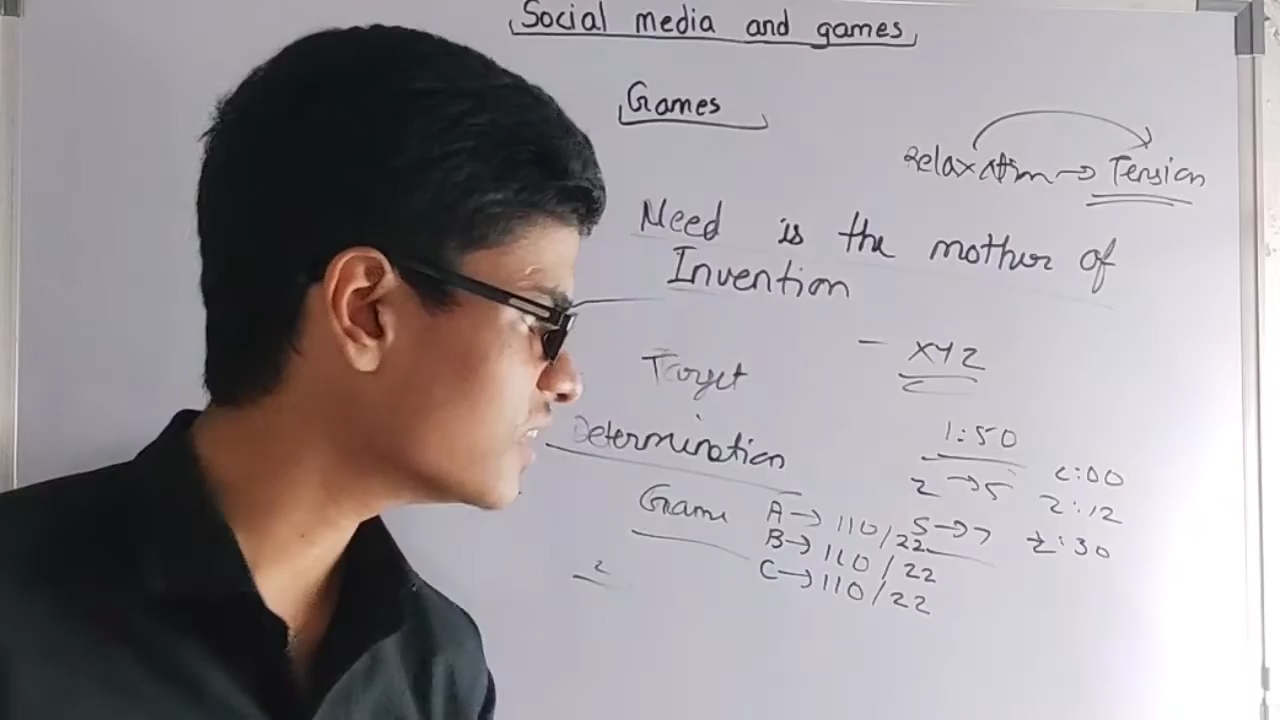 Social media and games
Games
relaxation → Tension
Need is the mother of
Invention
Target
- XYZ
Determination
1:50
2 → 5
2:00
2:12
Game
A → 110/22
5 → 7
2:30
B → 110/22
C → 110/22
2